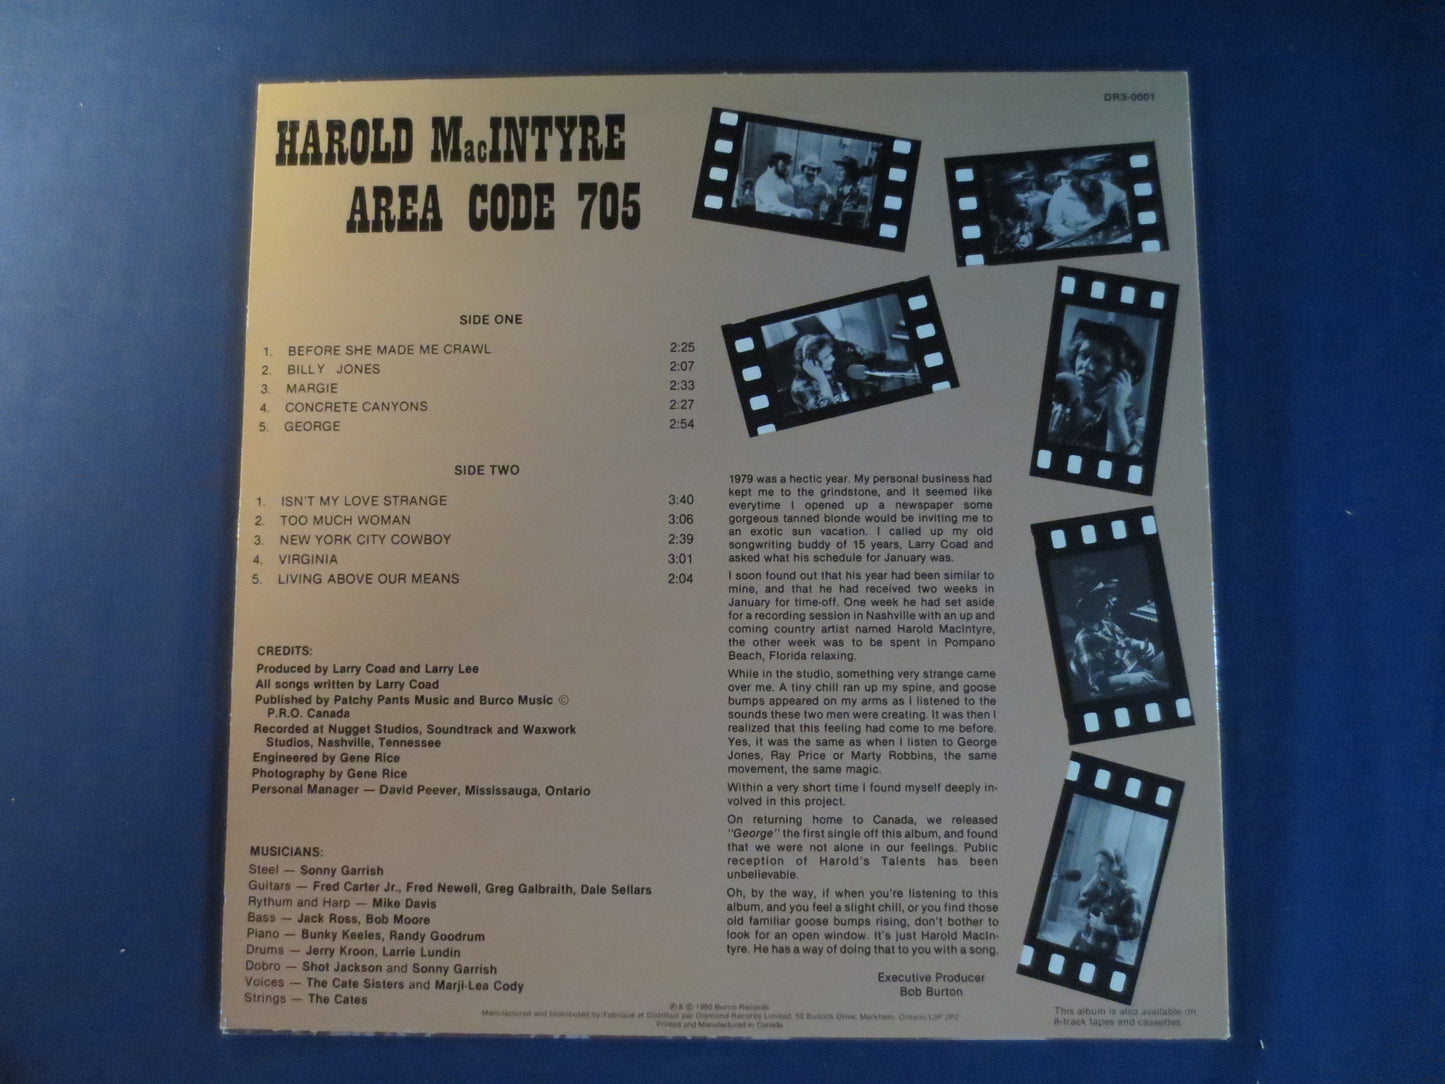 DR3-0001
HAROLD MacINTYRE
AREA CODE 705
SIDE ONE
1. BEFORE SHE MADE ME CRAWL 2:25
2. BILLY JONES 2:07
3. MARGIE 2:33
4. CONCRETE CANYONS 2:27
5. GEORGE 2:54
SIDE TWO
1. ISN'T MY LOVE STRANGE 3:40
2. TOO MUCH WOMAN 3:06
3. NEW YORK CITY COWBOY 2:39
4. VIRGINIA 3:01
5. LIVING ABOVE OUR MEANS 2:04
CREDITS:
Produced by Larry Coad and Larry Lee
All songs written by Larry Coad
Published by Patchy Pants Music and Burco Music ©
P.R.O. Canada
Recorded at Nugget Studios, Soundtrack and Waxwork
Studios, Nashville, Tennessee
Engineered by Gene Rice
Photography by Gene Rice
Personal Manager — David Peever, Mississauga, Ontario
MUSICIANS:
Steel — Sonny Garrish
Guitars — Fred Carter Jr., Fred Newell, Greg Galbraith, Dale Sellars
Rythum and Harp — Mike Davis
Bass — Jack Ross, Bob Moore
Piano — Bunky Keeles, Randy Goodrum
Drums — Jerry Kroon, Larrie Lundin
Dobro — Shot Jackson and Sonny Garrish
Voices — The Cate Sisters and Marji-Lea Cody
Strings — The Cates
1979 was a hectic year. My personal business had
kept me to the grindstone, and it seemed like
everytime I opened up a newspaper some
gorgeous tanned blonde would be inviting me to
an exotic sun vacation. I called up my old
songwriting buddy of 15 years, Larry Coad and
asked what his schedule for January was.
I soon found out that his year had been similar to
mine, and that he had received two weeks in
January for time-off. One week he had set aside
for a recording session in Nashville with an up and
coming country artist named Harold MacIntyre,
the other week was to be spent in Pompano
Beach, Florida relaxing.
While in the studio, something very strange came
over me. A tiny chill ran up my spine, and goose
bumps appeared on my arms as I listened to the
sounds these two men were creating. It was then I
realized that this feeling had come to me before.
Yes, it was the same as when I listen to George
Jones, Ray Price or Marty Robbins, the same
movement, the same magic.
Within a very short time I found myself deeply in-
volved in this project.
On returning home to Canada, we released
"George" the first single off this album, and found
that we were not alone in our feelings. Public
reception of Harold's Talents has been
unbelievable.
Oh, by the way, if when you're listening to this
album, and you feel a slight chill, or you find those
old familiar goose bumps rising, don't bother to
look for an open window. It's just Harold MacIn-
tyre. He has a way of doing that to you with a song.
Executive Producer
Bob Burton
℗ & © 1980 Burco Records
Manufactured and Distributed by/Fabriqué et Distribué par Diamond Records Limited, 50 Bullock Drive, Markham, Ontario L3P 3P2
Printed and Manufactured in Canada
This album is also available on
8-track tapes and cassettes.